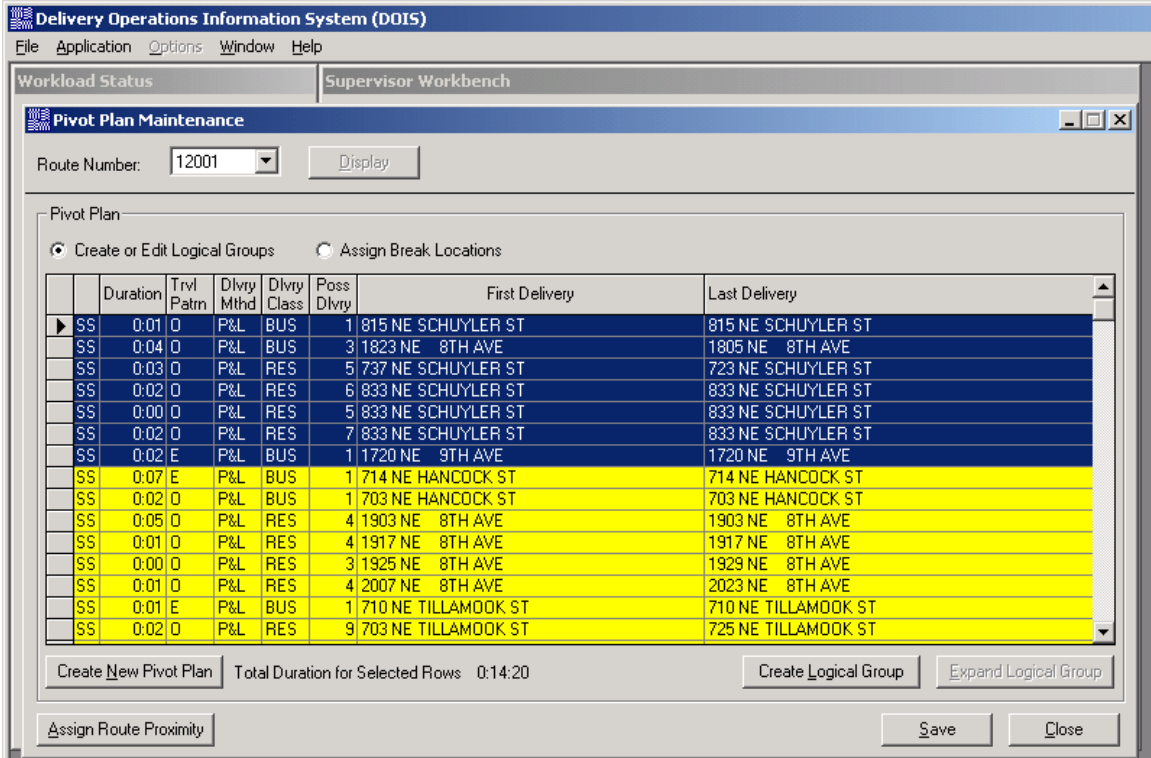 Delivery Operations Information System (DOIS)
File Application Options Window Help
Workload Status Supervisor Workbench
Pivot Plan Maintenance
Route Number: 12001 Display
Pivot Plan
Create or Edit Logical Groups Assign Break Locations
Duration Trvl Patrn Dlvry Mthd Dlvry Class Poss Dlvry First Delivery Last Delivery
SS 0:01 O P&L BUS 1 815 NE SCHUYLER ST 815 NE SCHUYLER ST
SS 0:04 O P&L BUS 3 1823 NE 8TH AVE 1805 NE 8TH AVE
SS 0:03 O P&L RES 5 737 NE SCHUYLER ST 723 NE SCHUYLER ST
SS 0:02 O P&L RES 6 833 NE SCHUYLER ST 833 NE SCHUYLER ST
SS 0:00 O P&L RES 5 833 NE SCHUYLER ST 833 NE SCHUYLER ST
SS 0:02 O P&L RES 7 833 NE SCHUYLER ST 833 NE SCHUYLER ST
SS 0:02 E P&L BUS 1 1720 NE 9TH AVE 1720 NE 9TH AVE
SS 0:07 E P&L BUS 1 714 NE HANCOCK ST 714 NE HANCOCK ST
SS 0:02 O P&L BUS 1 703 NE HANCOCK ST 703 NE HANCOCK ST
SS 0:05 O P&L RES 4 1903 NE 8TH AVE 1903 NE 8TH AVE
SS 0:01 O P&L RES 4 1917 NE 8TH AVE 1917 NE 8TH AVE
SS 0:00 O P&L RES 3 1925 NE 8TH AVE 1929 NE 8TH AVE
SS 0:01 O P&L RES 4 2007 NE 8TH AVE 2023 NE 8TH AVE
SS 0:01 E P&L BUS 1 710 NE TILLAMOOK ST 710 NE TILLAMOOK ST
SS 0:02 O P&L RES 9 703 NE TILLAMOOK ST 725 NE TILLAMOOK ST
Create New Pivot Plan Total Duration for Selected Rows 0:14:20 Create Logical Group Expand Logical Group
Assign Route Proximity Save Close